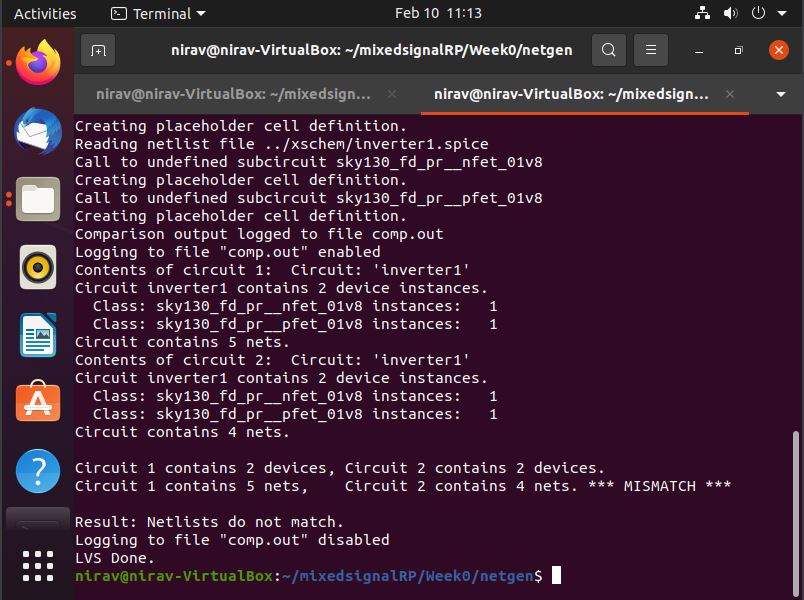 Activities Terminal Feb 10 11:13
nirav@nirav-VirtualBox: ~/mixedsignalRP/Week0/netgen
nirav@nirav-VirtualBox: ~/mixedsign... nirav@nirav-VirtualBox: ~/mixedsign...
Creating placeholder cell definition.
Reading netlist file ../xschem/inverter1.spice
Call to undefined subcircuit sky130_fd_pr__nfet_01v8
Creating placeholder cell definition.
Call to undefined subcircuit sky130_fd_pr__pfet_01v8
Creating placeholder cell definition.
Comparison output logged to file comp.out
Logging to file "comp.out" enabled
Contents of circuit 1:  Circuit: 'inverter1'
Circuit inverter1 contains 2 device instances.
  Class: sky130_fd_pr__nfet_01v8 instances:   1
  Class: sky130_fd_pr__pfet_01v8 instances:   1
Circuit contains 5 nets.
Contents of circuit 2:  Circuit: 'inverter1'
Circuit inverter1 contains 2 device instances.
  Class: sky130_fd_pr__nfet_01v8 instances:   1
  Class: sky130_fd_pr__pfet_01v8 instances:   1
Circuit contains 4 nets.
Circuit 1 contains 2 devices, Circuit 2 contains 2 devices.
Circuit 1 contains 5 nets,    Circuit 2 contains 4 nets. *** MISMATCH ***
Result: Netlists do not match.
Logging to file "comp.out" disabled
LVS Done.
nirav@nirav-VirtualBox:~/mixedsignalRP/Week0/netgen$